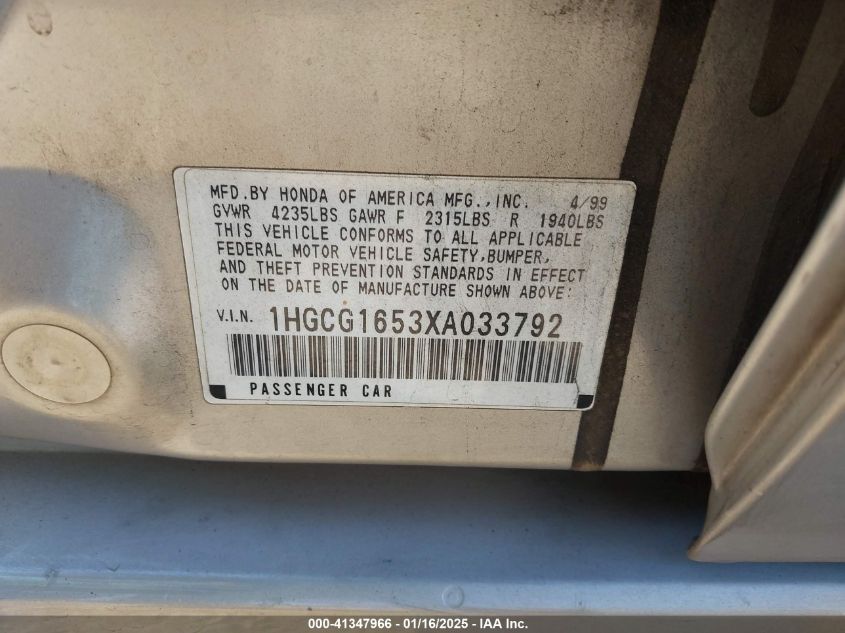 MFD.BY HONDA OF AMERICA MFG.,INC. 4/99
GVWR 4235LBS GAWR F 2315LBS R 1940LBS
THIS VEHICLE CONFORMS TO ALL APPLICABLE
FEDERAL MOTOR VEHICLE SAFETY,BUMPER,
AND THEFT PREVENTION STANDARDS IN EFFECT
ON THE DATE OF MANUFACTURE SHOWN ABOVE:
V.I.N. 1HGCG1653XA033792
PASSENGER CAR
000-41347966 - 01/16/2025 - IAA Inc.